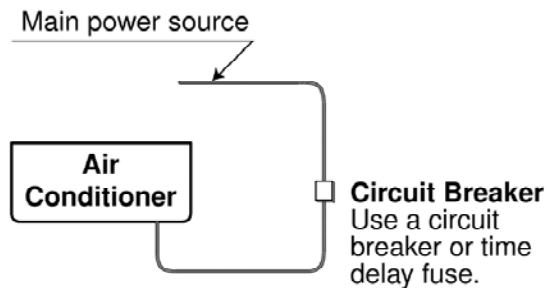 Main power source
Air
Conditioner
Circuit Breaker
Use a circuit
breaker or time
delay fuse.